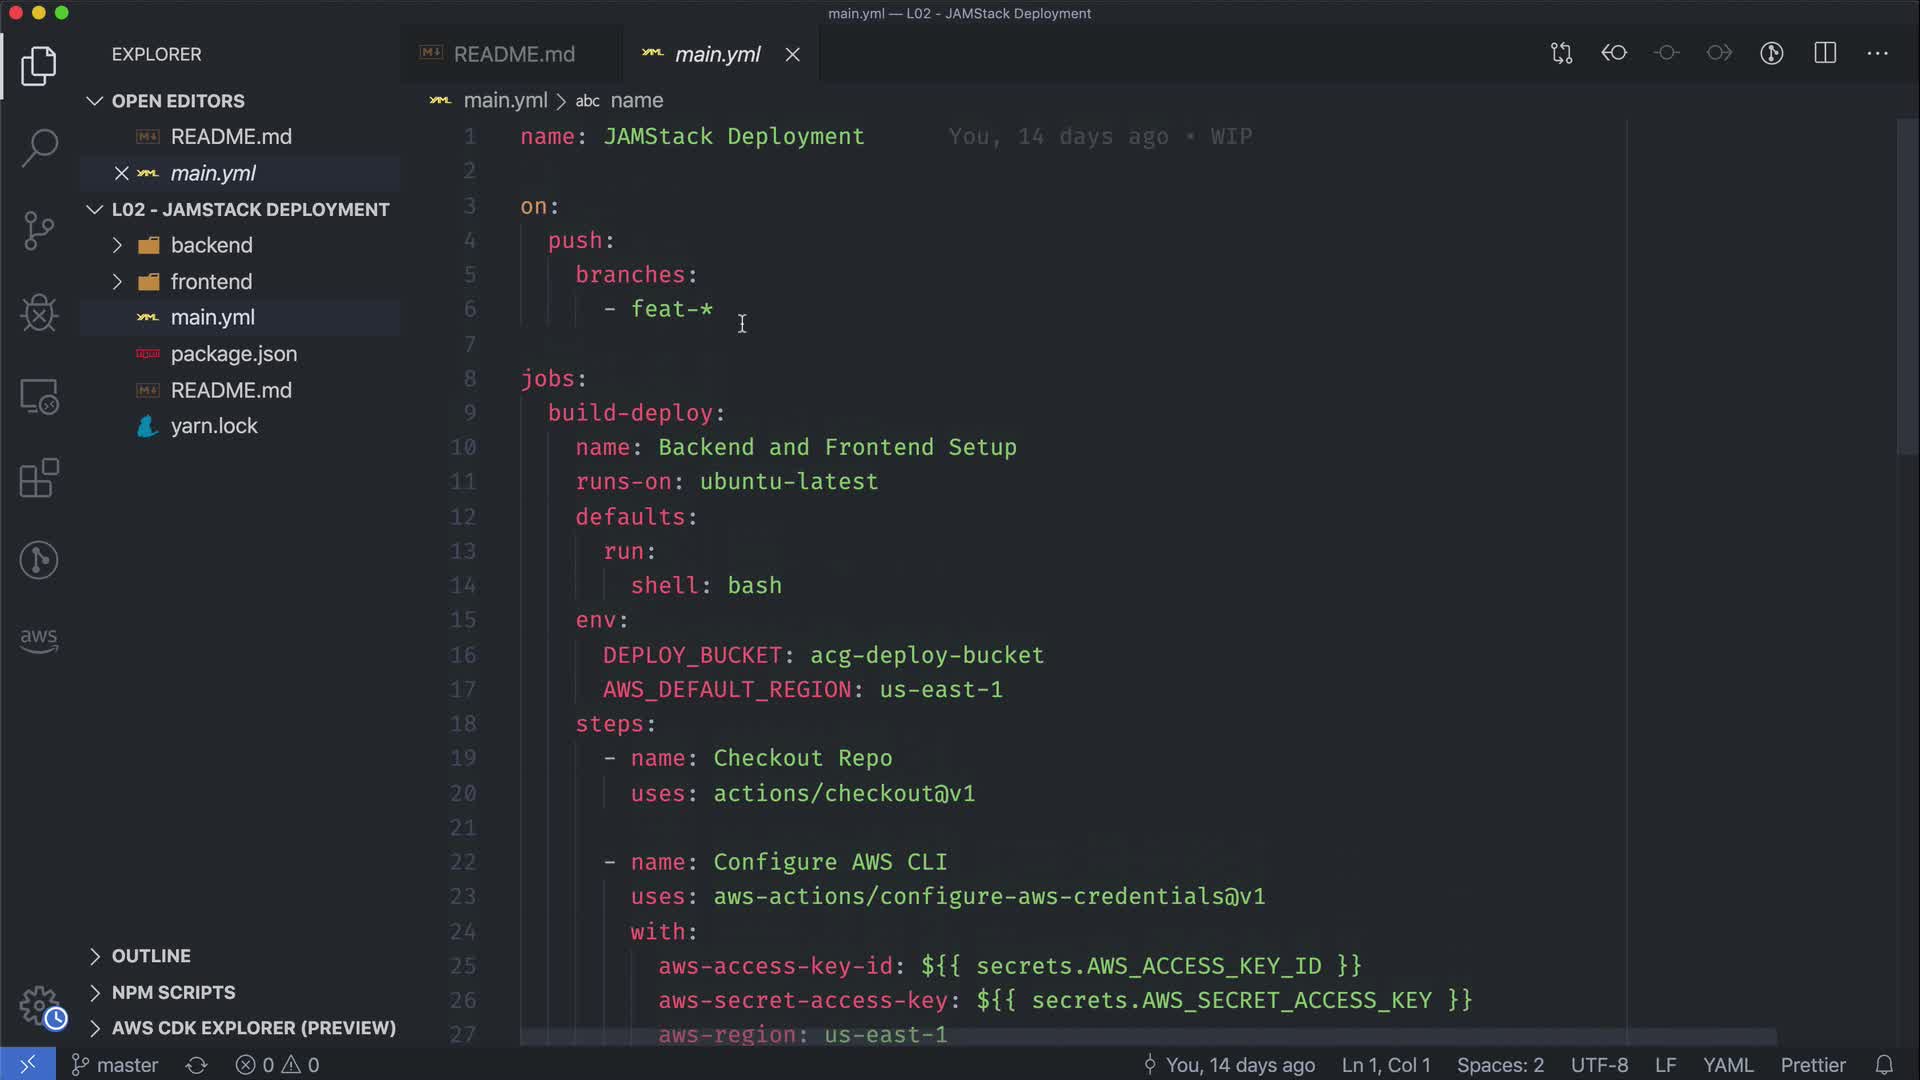 main.yml — L02 - JAMStack Deployment
EXPLORER
OPEN EDITORS
README.md
main.yml
L02 - JAMSTACK DEPLOYMENT
backend
frontend
main.yml
package.json
README.md
yarn.lock
aws
OUTLINE
NPM SCRIPTS
AWS CDK EXPLORER (PREVIEW)
README.md
main.yml
main.yml > abc name
1 name: JAMStack Deployment You, 14 days ago • WIP
2
3 on:
4 push:
5 branches:
6 - feat-*
7
8 jobs:
9 build-deploy:
10 name: Backend and Frontend Setup
11 runs-on: ubuntu-latest
12 defaults:
13 run:
14 shell: bash
15 env:
16 DEPLOY_BUCKET: acg-deploy-bucket
17 AWS_DEFAULT_REGION: us-east-1
18 steps:
19 - name: Checkout Repo
20 uses: actions/checkout@v1
21
22 - name: Configure AWS CLI
23 uses: aws-actions/configure-aws-credentials@v1
24 with:
25 aws-access-key-id: ${{ secrets.AWS_ACCESS_KEY_ID }}
26 aws-secret-access-key: ${{ secrets.AWS_SECRET_ACCESS_KEY }}
27 aws-region: us-east-1
master 0 0 You, 14 days ago Ln 1, Col 1 Spaces: 2 UTF-8 LF YAML Prettier